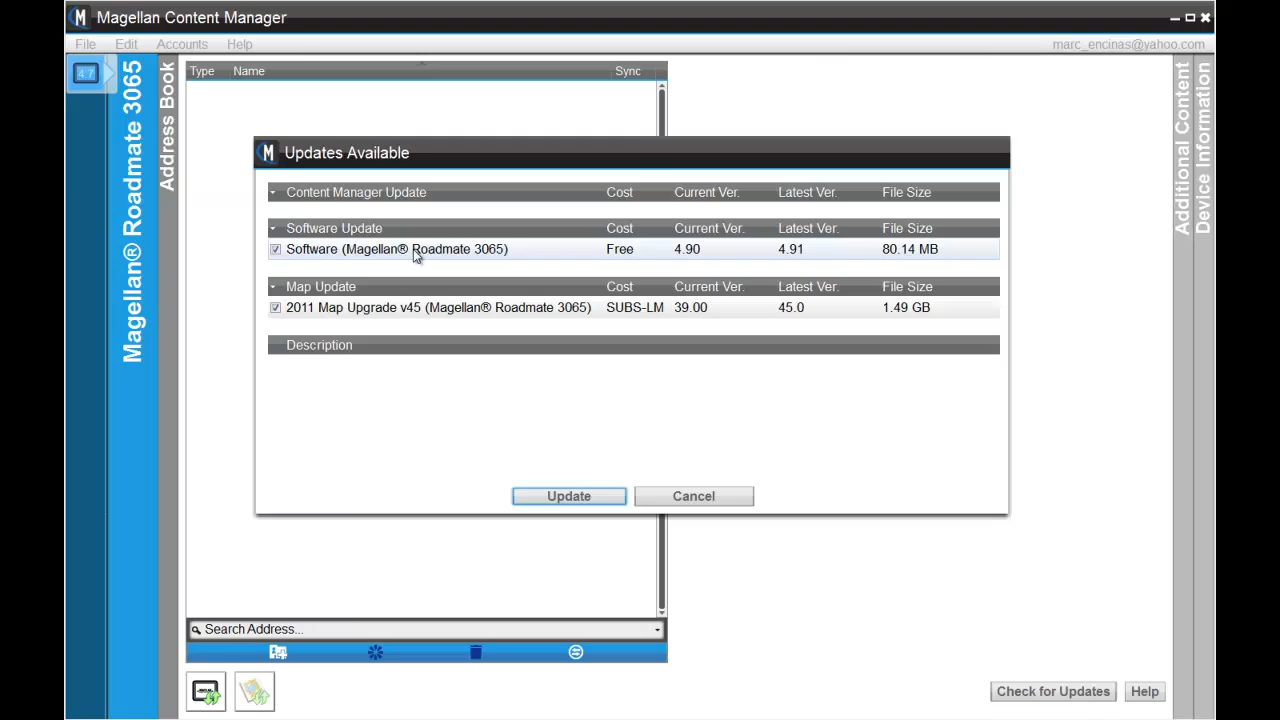 Magellan Content Manager
File Edit Accounts Help marc_encinas@yahoo.com
4.7
Magellan® Roadmate 3065
Address Book
Type Name Sync
Additional Content
Device Information
Updates Available
Content Manager Update Cost Current Ver. Latest Ver. File Size
Software Update Cost Current Ver. Latest Ver. File Size
Software (Magellan® Roadmate 3065) Free 4.90 4.91 80.14 MB
Map Update Cost Current Ver. Latest Ver. File Size
2011 Map Upgrade v45 (Magellan® Roadmate 3065) SUBS-LM 39.00 45.0 1.49 GB
Description
Update Cancel
Search Address...
Check for Updates Help